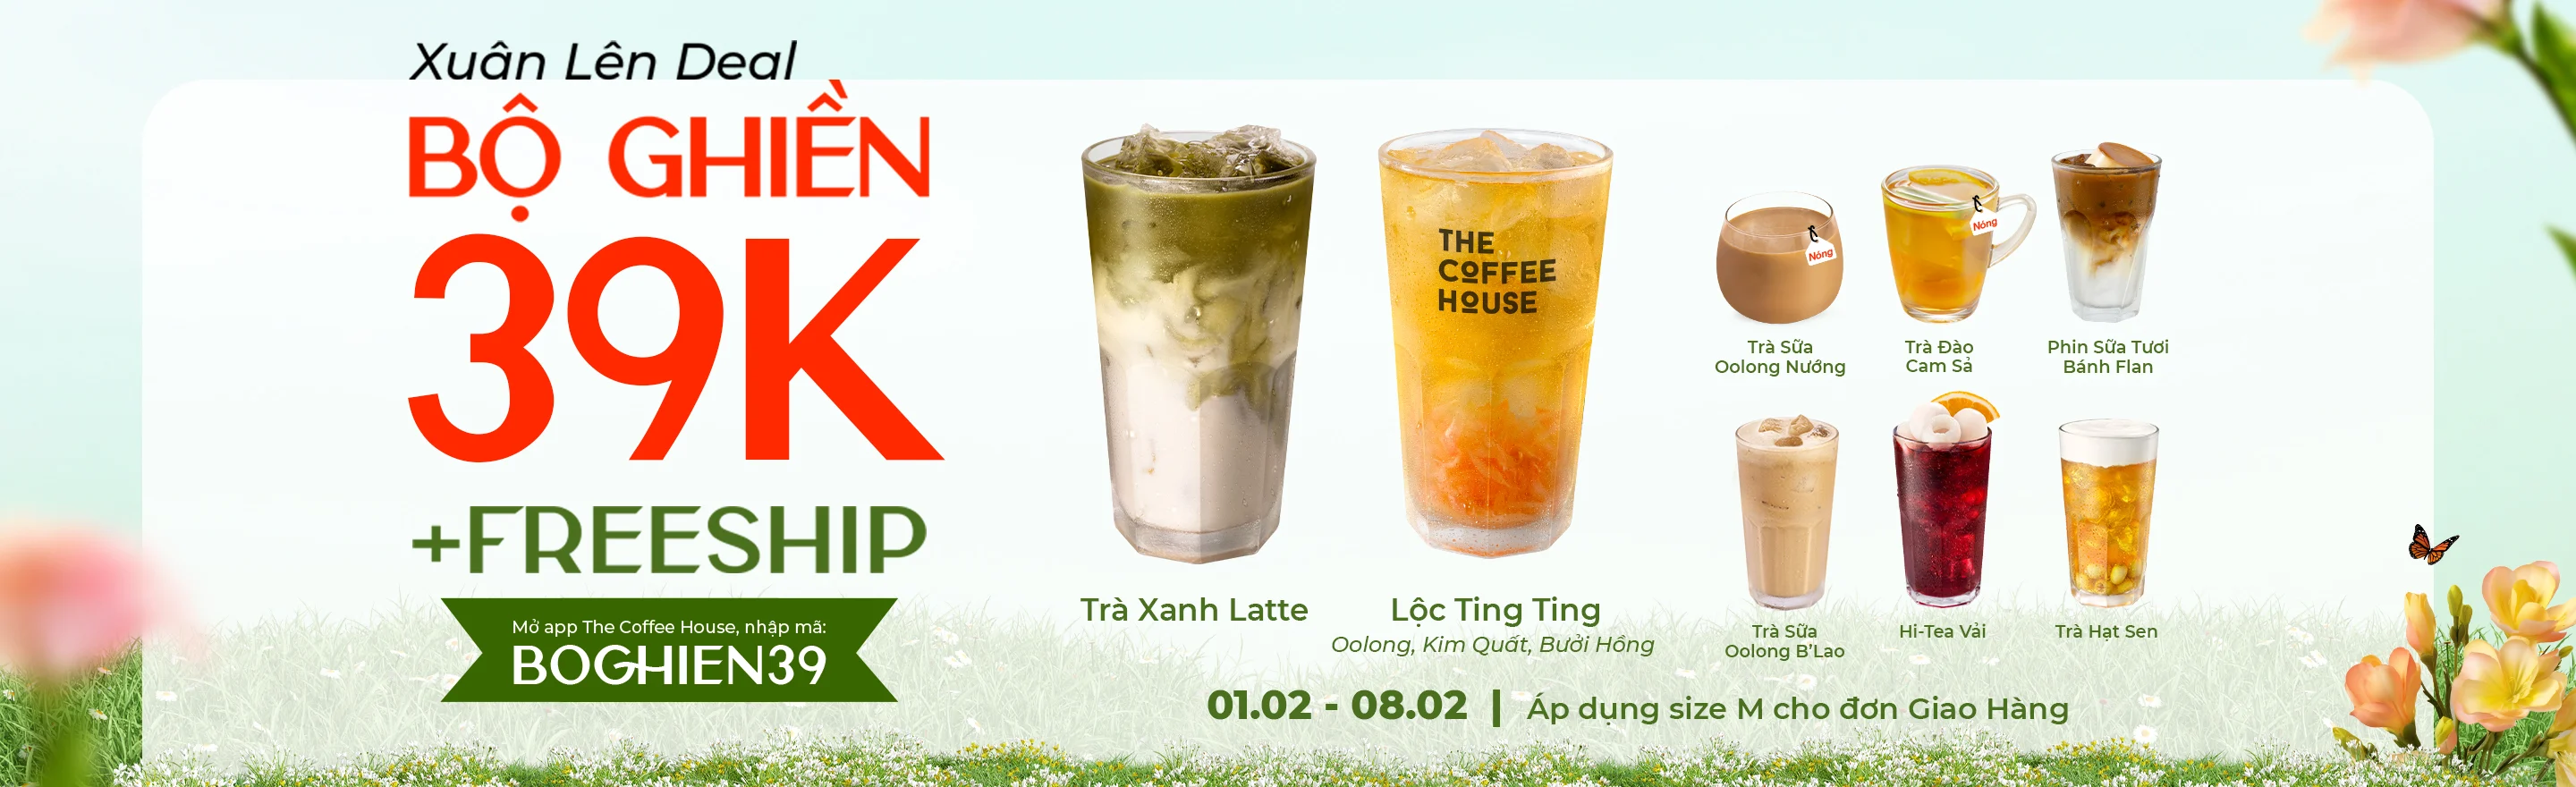 Xuân Lên Deal
BỘ GHIỀN
39K
+FREESHIP
Mở app The Coffee House, nhập mã:
BOGHIEN39
THE
COFFEE
HOUSE
Trà Xanh Latte
Lộc Ting Ting
Oolong, Kim Quất, Bưởi Hồng
Nóng
Nóng
Trà Sữa
Oolong Nướng
Trà Đào
Cam Sả
Phin Sữa Tươi
Bánh Flan
Trà Sữa
Oolong B'Lao
Hi-Tea Vải
Trà Hạt Sen
01.02 - 08.02 | Áp dụng size M cho đơn Giao Hàng